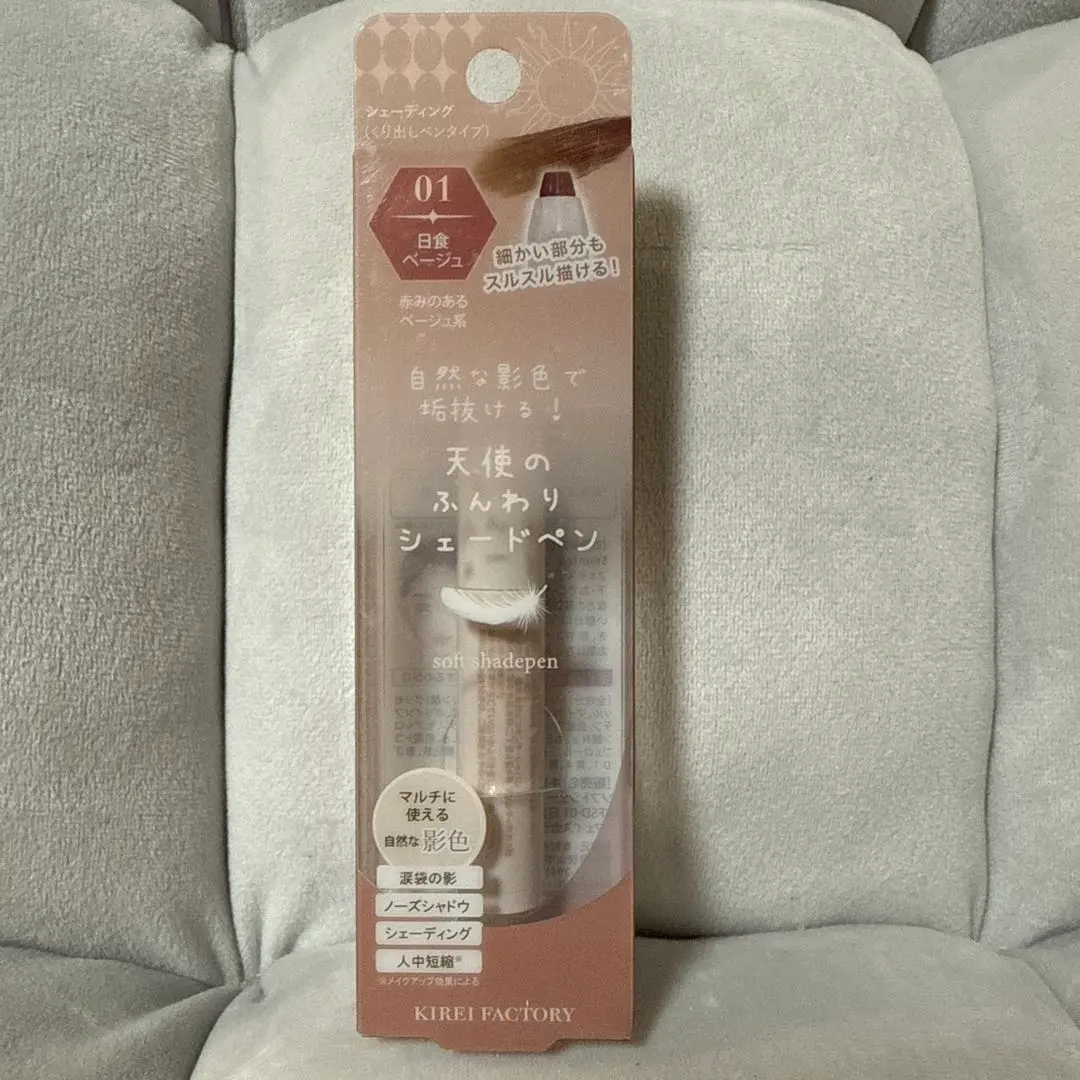 シェーディング
（くり出しペンタイプ）
01
日食
ベージュ
細かい部分も
スルスル描ける！
赤みのある
ベージュ系
自然な影色で
垢抜ける！
天使の
ふんわり
シェードペン
soft shadepen
マルチに
使える
自然な影色
涙袋の影
ノーズシャドウ
シェーディング
人中短縮※
※メイクアップ効果による
KIREI FACTORY